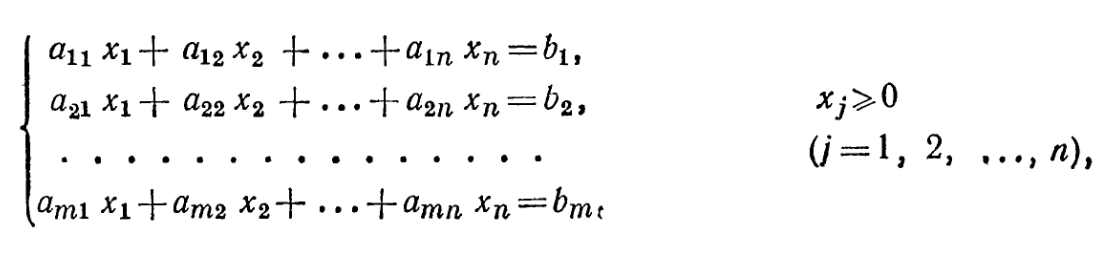 a₁₁ x₁ + a₁₂ x₂ + ... + a₁ₙ xₙ = b₁,
a₂₁ x₁ + a₂₂ x₂ + ... + a₂ₙ xₙ = b₂,
xⱼ ⩾ 0
. . . . . . . . . . . . . . .
(j = 1, 2, ..., n),
aₘ₁ x₁ + aₘ₂ x₂ + ... + aₘₙ xₙ = bₘ.